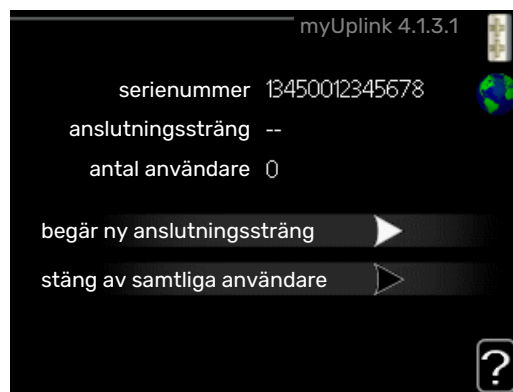 myUplink 4.1.3.1
serienummer 13450012345678
anslutningssträng --
antal användare 0
begär ny anslutningssträng
stäng av samtliga användare
?